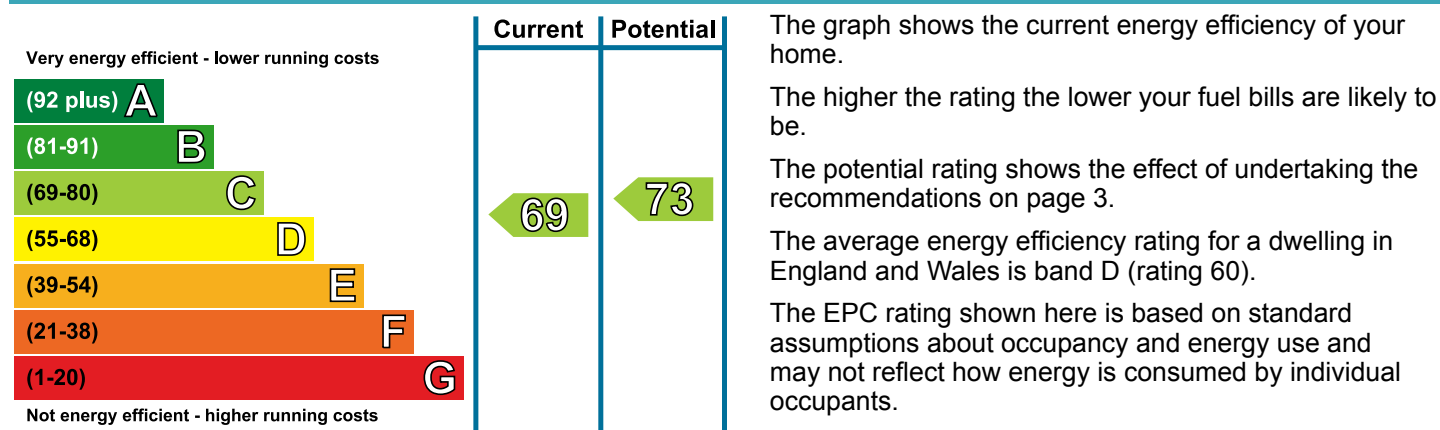 Current Potential
Very energy efficient - lower running costs
(92 plus) A
(81-91) B
(69-80) C
(55-68) D
(39-54) E
(21-38) F
(1-20) G
Not energy efficient - higher running costs
69
73
The graph shows the current energy efficiency of your
home.
The higher the rating the lower your fuel bills are likely to
be.
The potential rating shows the effect of undertaking the
recommendations on page 3.
The average energy efficiency rating for a dwelling in
England and Wales is band D (rating 60).
The EPC rating shown here is based on standard
assumptions about occupancy and energy use and
may not reflect how energy is consumed by individual
occupants.